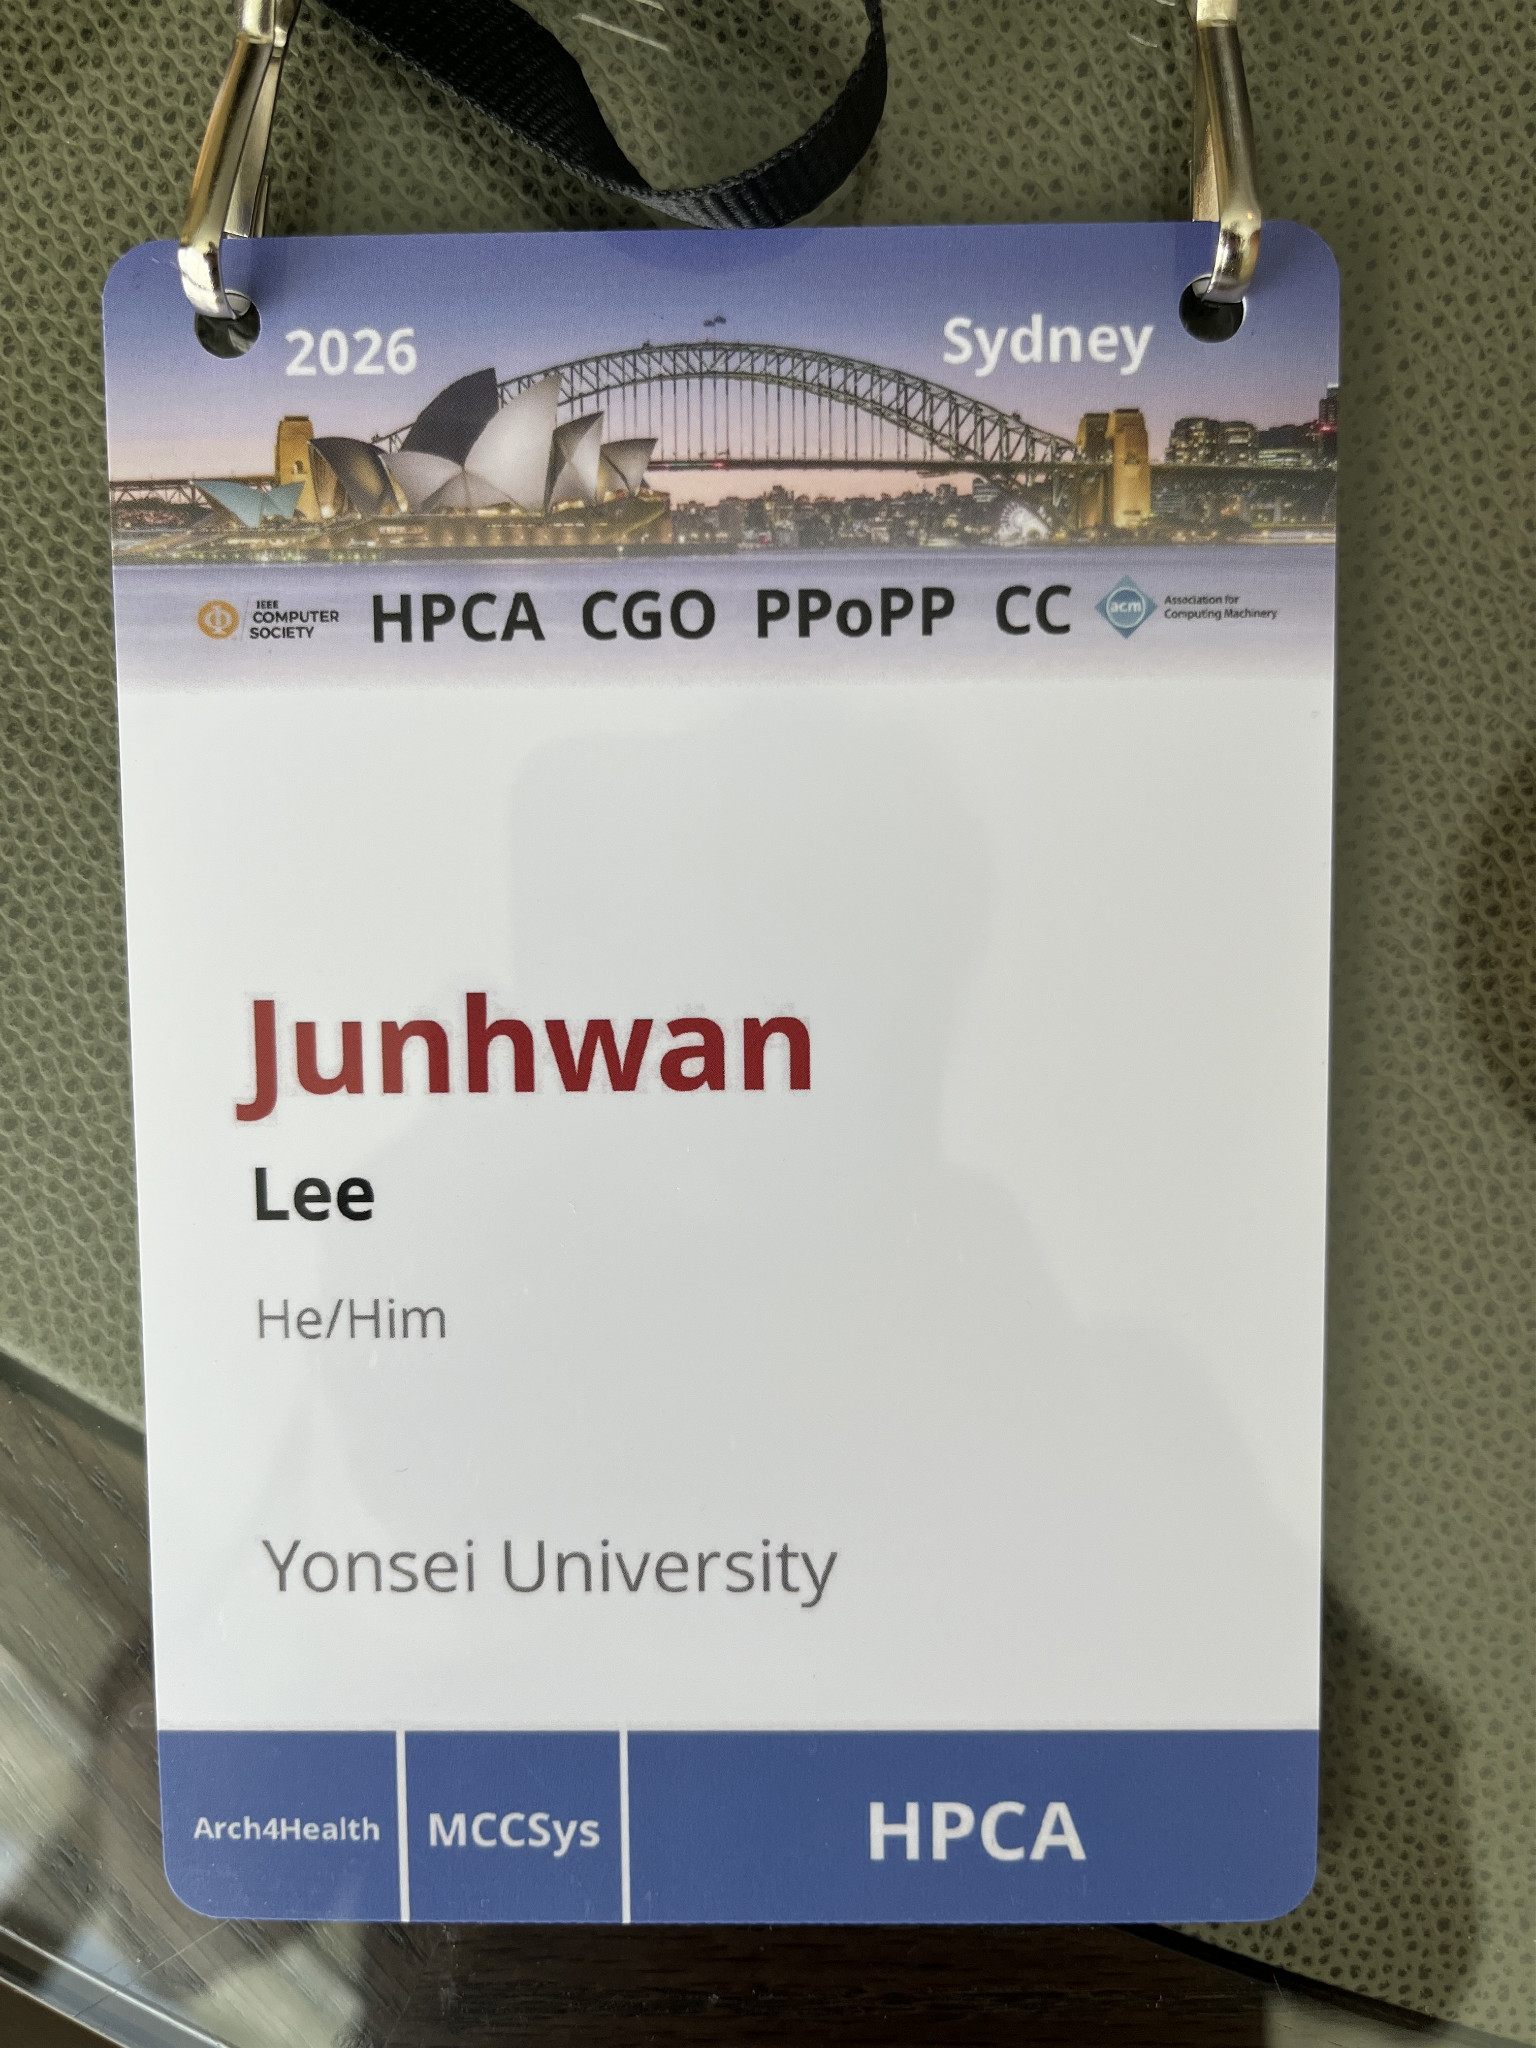 2026 Sydney
IEEE
COMPUTER
SOCIETY
HPCA CGO PPoPP CC
acm
Association for
Computing Machinery
Junhwan
Lee
He/Him
Yonsei University
Arch4Health MCCSys HPCA